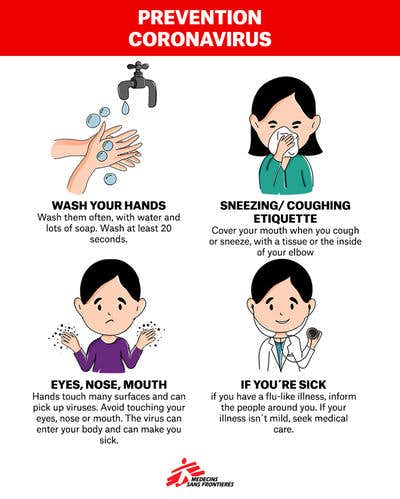 PREVENTION
CORONAVIRUS
WASH YOUR HANDS
Wash them often, with water and
lots of soap. Wash at least 20
seconds.
SNEEZING/ COUGHING
ETIQUETTE
Cover your mouth when you cough
or sneeze, with a tissue or the inside
of your elbow
EYES, NOSE, MOUTH
Hands touch many surfaces and can
pick up viruses. Avoid touching your
eyes, nose or mouth. The virus can
enter your body and can make you
sick.
IF YOU´RE SICK
if you have a flu-like illness, inform
the people around you. If your
illness isn´t mild, seek medical
care.
MEDECINS
SANS FRONTIERES